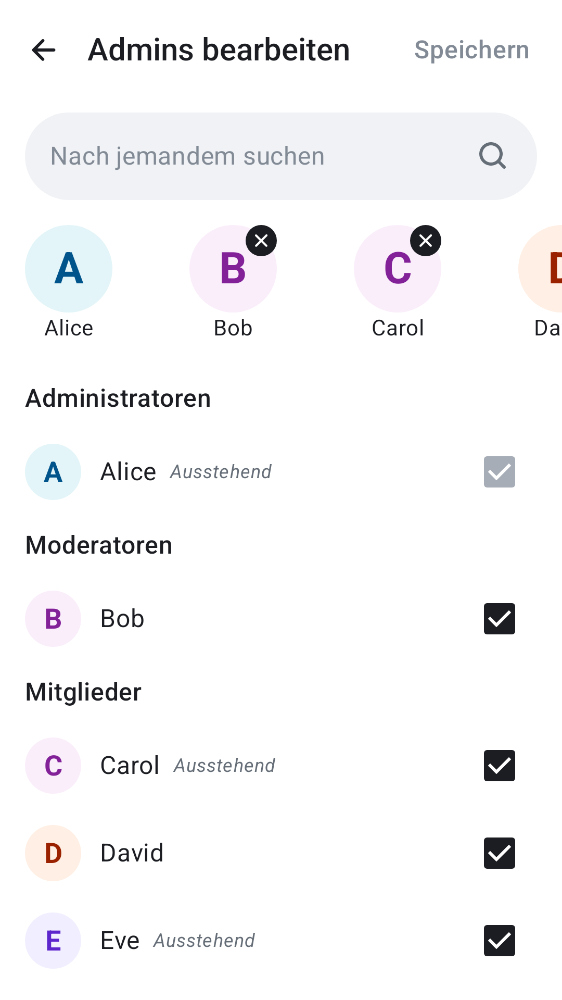 Admins bearbeiten Speichern
Nach jemandem suchen
A B C D
Alice Bob Carol Da
Administratoren
A Alice Ausstehend
Moderatoren
B Bob
Mitglieder
C Carol Ausstehend
D David
E Eve Ausstehend